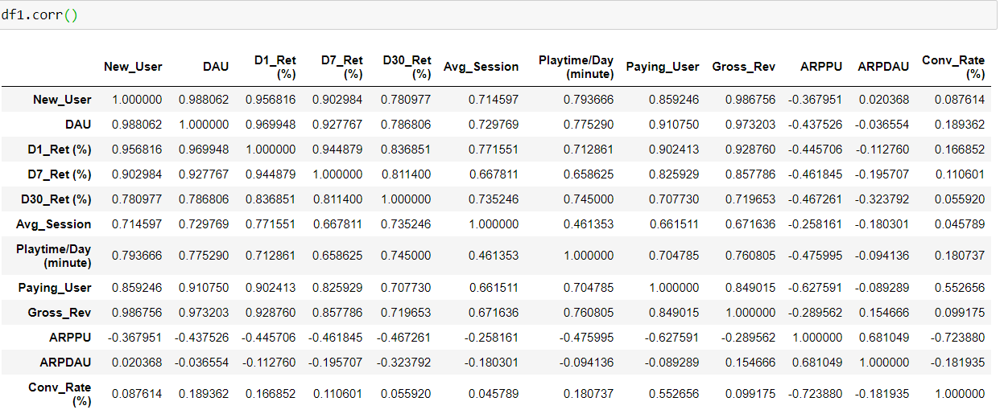 df1.corr()
New_User DAU D1_Ret (%) D7_Ret (%) D30_Ret (%) Avg_Session Playtime/Day (minute) Paying_User Gross_Rev ARPPU ARPDAU Conv_Rate (%)
New_User 1.000000 0.988062 0.956816 0.902984 0.780977 0.714597 0.793666 0.859246 0.986756 -0.367951 0.020368 0.087614
DAU 0.988062 1.000000 0.969948 0.927767 0.786806 0.729769 0.775290 0.910750 0.973203 -0.437526 -0.036554 0.189362
D1_Ret (%) 0.956816 0.969948 1.000000 0.944879 0.836851 0.771551 0.712861 0.902413 0.928760 -0.445706 -0.112760 0.166852
D7_Ret (%) 0.902984 0.927767 0.944879 1.000000 0.811400 0.667811 0.658625 0.825929 0.857786 -0.461845 -0.195707 0.110601
D30_Ret (%) 0.780977 0.786806 0.836851 0.811400 1.000000 0.735246 0.745000 0.707730 0.719653 -0.467261 -0.323792 0.055920
Avg_Session 0.714597 0.729769 0.771551 0.667811 0.735246 1.000000 0.461353 0.661511 0.671636 -0.258161 -0.180301 0.045789
Playtime/Day (minute) 0.793666 0.775290 0.712861 0.658625 0.745000 0.461353 1.000000 0.704785 0.760805 -0.475995 -0.094136 0.180737
Paying_User 0.859246 0.910750 0.902413 0.825929 0.707730 0.661511 0.704785 1.000000 0.849015 -0.627591 -0.089289 0.552656
Gross_Rev 0.986756 0.973203 0.928760 0.857786 0.719653 0.671636 0.760805 0.849015 1.000000 -0.289562 0.154666 0.099175
ARPPU -0.367951 -0.437526 -0.445706 -0.461845 -0.467261 -0.258161 -0.475995 -0.627591 -0.289562 1.000000 0.681049 -0.723880
ARPDAU 0.020368 -0.036554 -0.112760 -0.195707 -0.323792 -0.180301 -0.094136 -0.089289 0.154666 0.681049 1.000000 -0.181935
Conv_Rate (%) 0.087614 0.189362 0.166852 0.110601 0.055920 0.045789 0.180737 0.552656 0.099175 -0.723880 -0.181935 1.000000